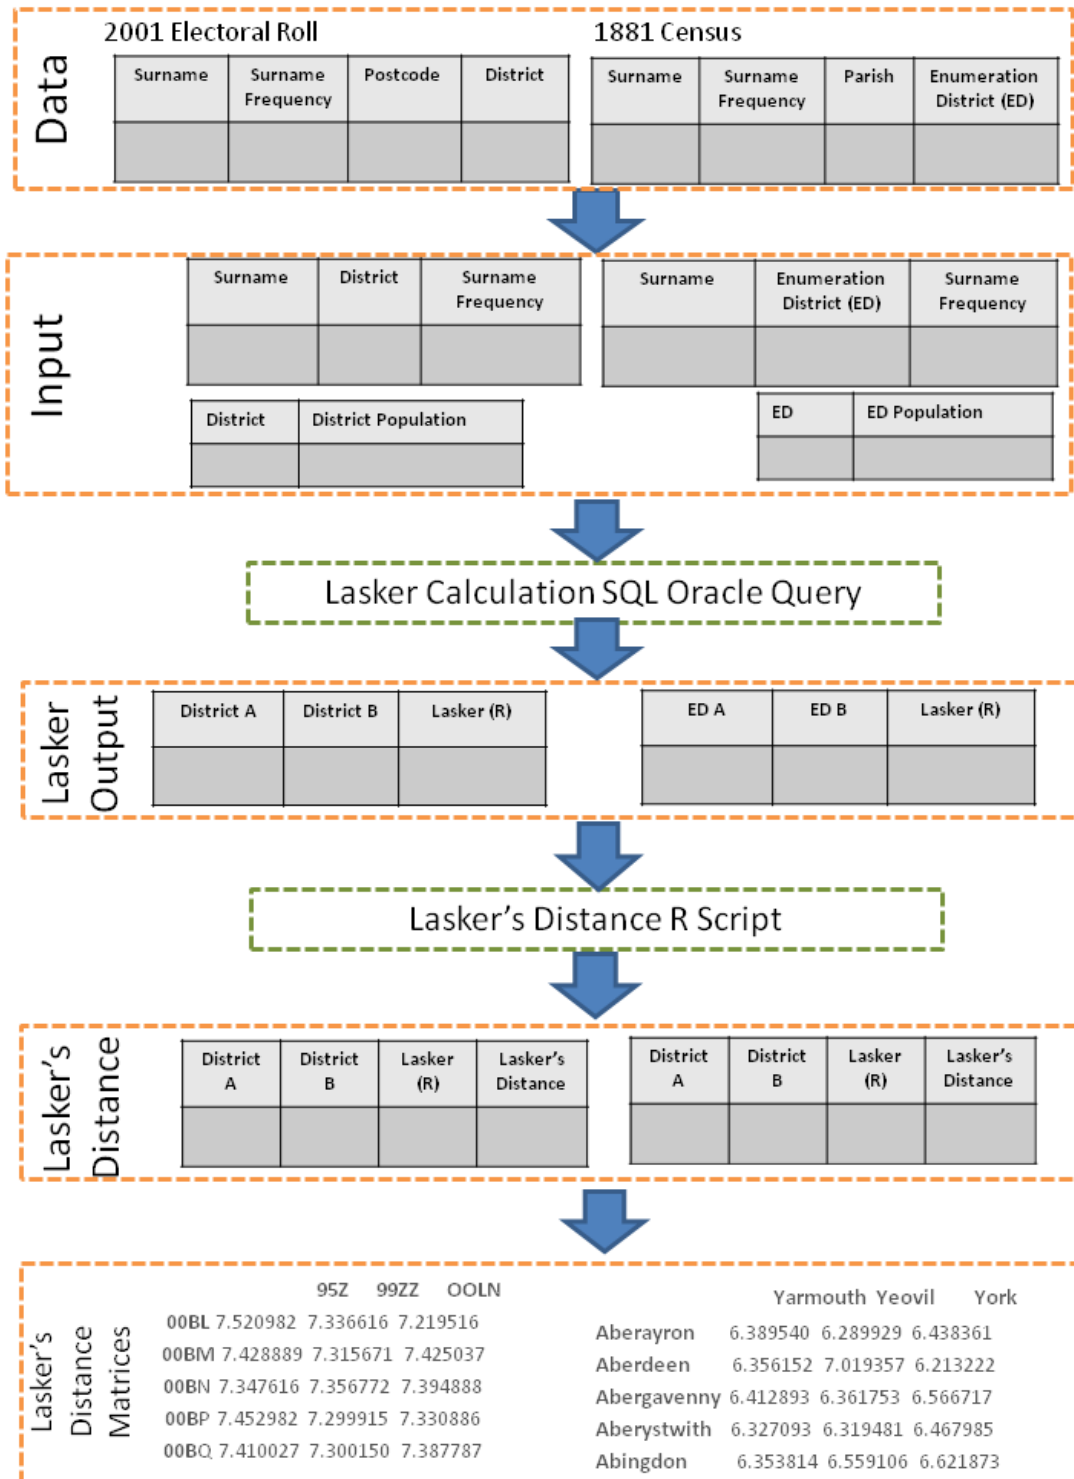 Data
2001 Electoral Roll
Surname Surname Frequency Postcode District
1881 Census
Surname Surname Frequency Parish Enumeration District (ED)
Input
Surname District Surname Frequency
Surname Enumeration District (ED) Surname Frequency
District District Population
ED ED Population
Lasker Calculation SQL Oracle Query
Lasker Output
District A District B Lasker (R)
ED A ED B Lasker (R)
Lasker's Distance R Script
Lasker's Distance
District A District B Lasker (R) Lasker's Distance
District A District B Lasker (R) Lasker's Distance
Lasker's Distance Matrices
95Z 99ZZ OOLN
00BL 7.520982 7.336616 7.219516
00BM 7.428889 7.315671 7.425037
00BN 7.347616 7.356772 7.394888
00BP 7.452982 7.299915 7.330886
00BQ 7.410027 7.300150 7.387787
Yarmouth Yeovil York
Aberayron 6.389540 6.289929 6.438361
Aberdeen 6.356152 7.019357 6.213222
Abergavenny 6.412893 6.361753 6.566717
Aberystwith 6.327093 6.319481 6.467985
Abingdon 6.353814 6.559106 6.621873